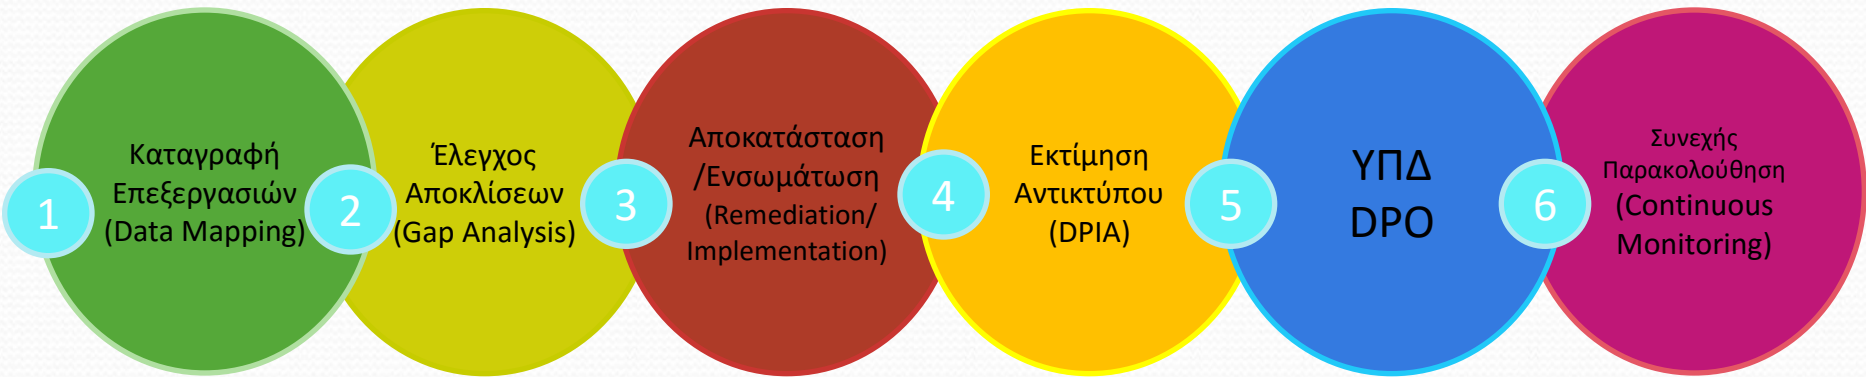 1
Καταγραφή
Επεξεργασιών
(Data Mapping)
2
Έλεγχος
Αποκλίσεων
(Gap Analysis)
3
Αποκατάσταση
/Ενσωμάτωση
(Remediation/
Implementation)
4
Εκτίμηση
Αντικτύπου
(DPIA)
5
ΥΠΔ
DPO
6
Συνεχής
Παρακολούθηση
(Continuous
Monitoring)